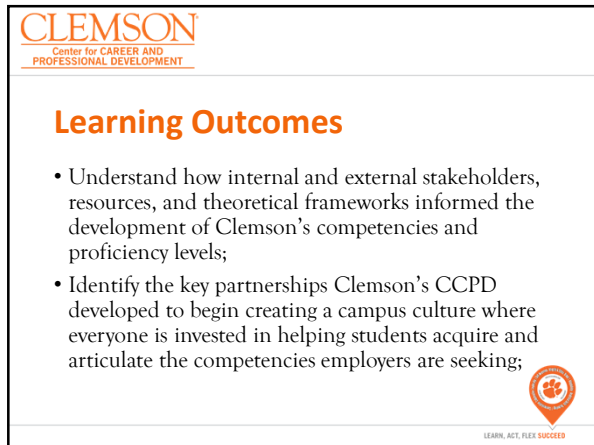 CLEMSON®
Center for CAREER AND
PROFESSIONAL DEVELOPMENT
Learning Outcomes
• Understand how internal and external stakeholders,
resources, and theoretical frameworks informed the
development of Clemson’s competencies and
proficiency levels;
• Identify the key partnerships Clemson’s CCPD
developed to begin creating a campus culture where
everyone is invested in helping students acquire and
articulate the competencies employers are seeking;
LEARN, ACT, FLEX SUCCEED